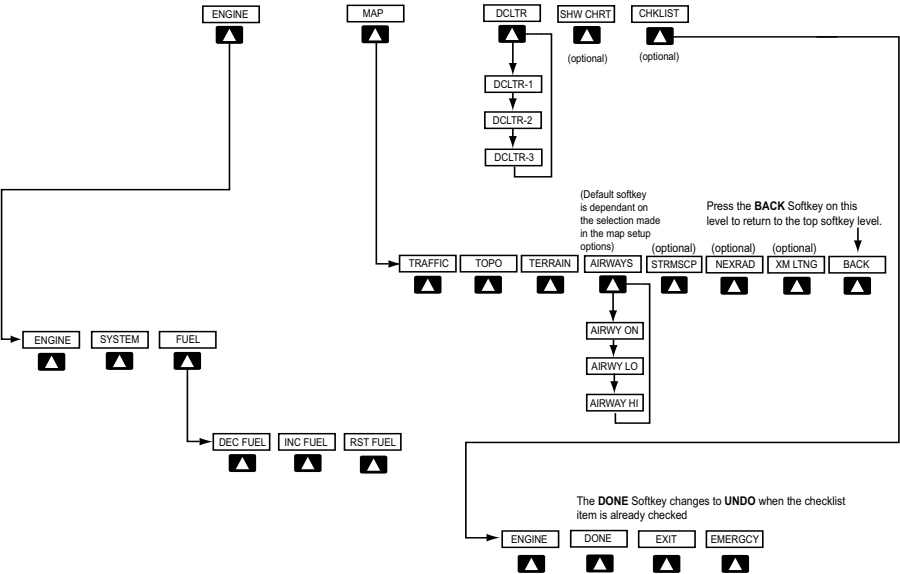 ENGINE
MAP
DCLTR
SHW CHRT
CHKLIST
(optional)
(optional)
DCLTR-1
DCLTR-2
DCLTR-3
(Default softkey
is dependant on
the selection made
in the map setup
options)
Press the BACK Softkey on this
level to return to the top softkey level.
(optional)
(optional)
(optional)
TRAFFIC
TOPO
TERRAIN
AIRWAYS
STRMSCP
NEXRAD
XM LTNG
BACK
AIRWY ON
AIRWY LO
AIRWAY HI
ENGINE
SYSTEM
FUEL
DEC FUEL
INC FUEL
RST FUEL
The DONE Softkey changes to UNDO when the checklist
item is already checked
ENGINE
DONE
EXIT
EMERGCY